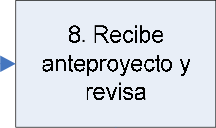 8. Recibe
anteproyecto y
revisa